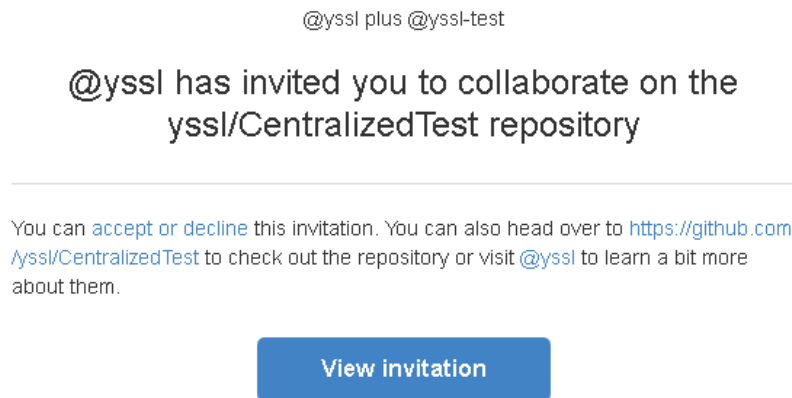 @yssl plus @yssl-test
@yssl has invited you to collaborate on the
yssl/CentralizedTest repository
You can accept or decline this invitation. You can also head over to https://github.com
/yssl/CentralizedTest to check out the repository or visit @yssl to learn a bit more
about them.
View invitation